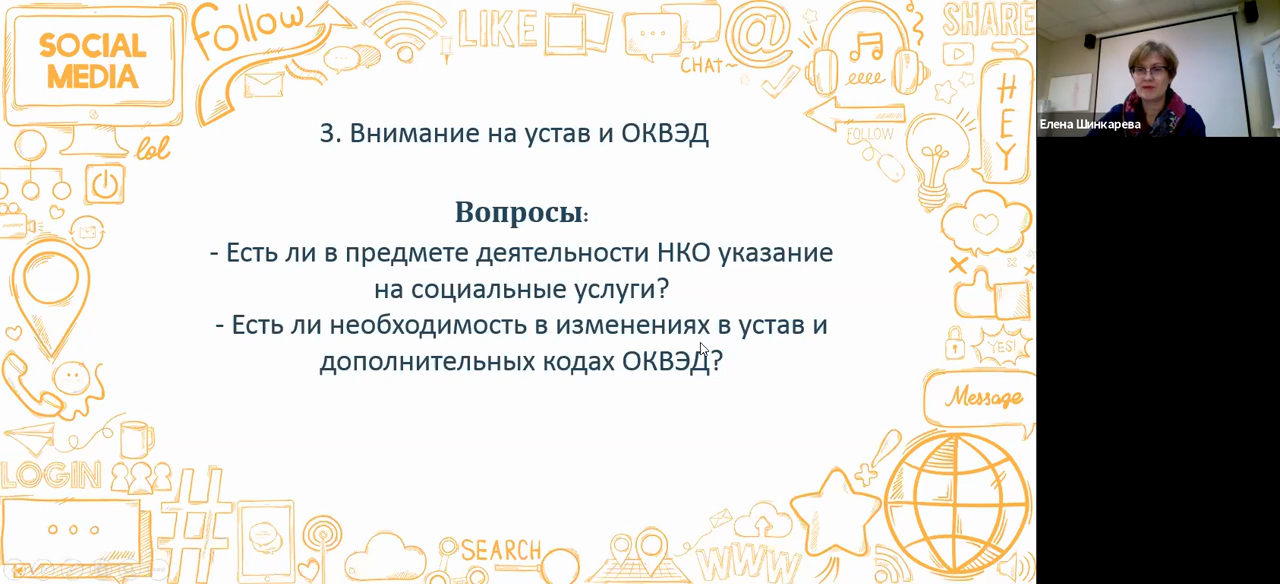 SOCIAL
MEDIA
follow
LIKE
CHAT~
@
SHARE
HEY
FOLLOW
lol
Елена Шинкарева
3. Внимание на устав и ОКВЭД
Вопросы:
- Есть ли в предмете деятельности НКО указание
на социальные услуги?
- Есть ли необходимость в изменениях в устав и
дополнительных кодах ОКВЭД?
YES!
Message
LOGIN
#
SEARCH
WWW